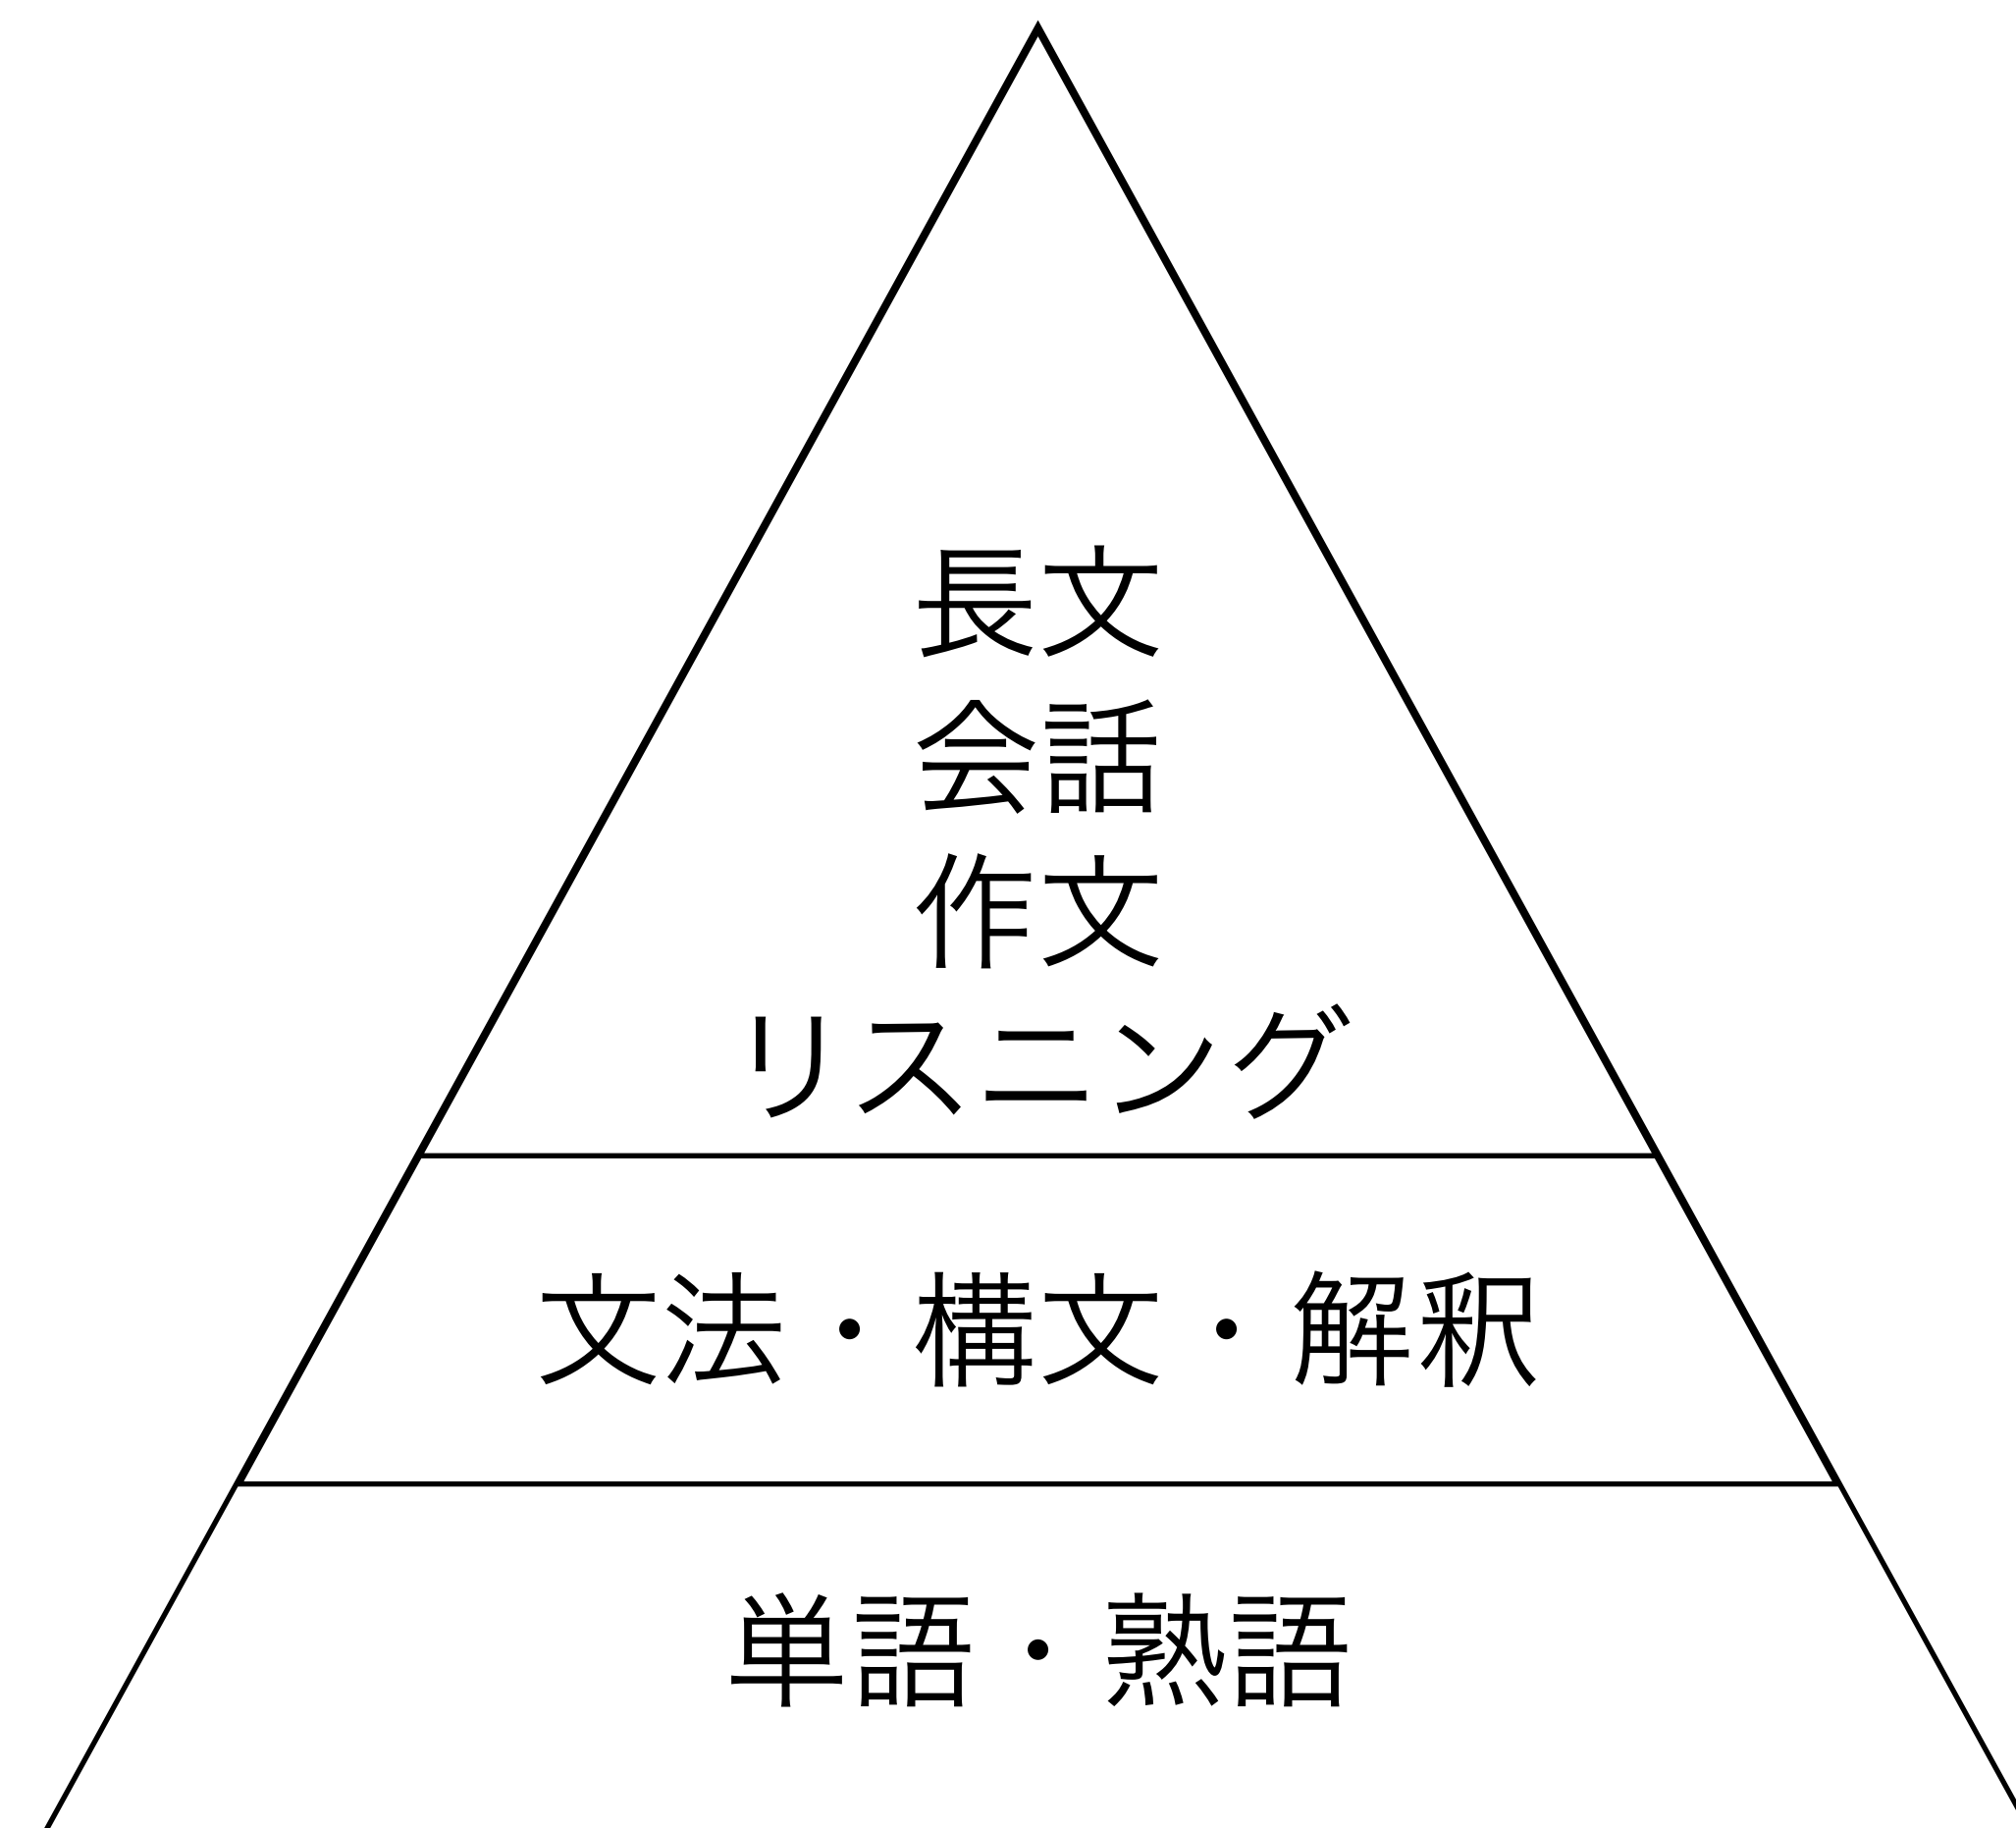 長文
会話
作文
リスニング
文法・構文・解釈
単語・熟語